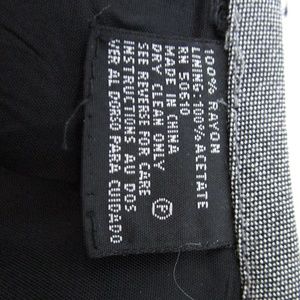 100% RAYON
LINING: 100% ACETATE
RN 50610
MADE IN CHINA
DRY CLEAN ONLY
SEE REVERSE FOR CARE
INSTRUCTIONS AU DOS
VER AL DORSO PARA CUIDADO
P